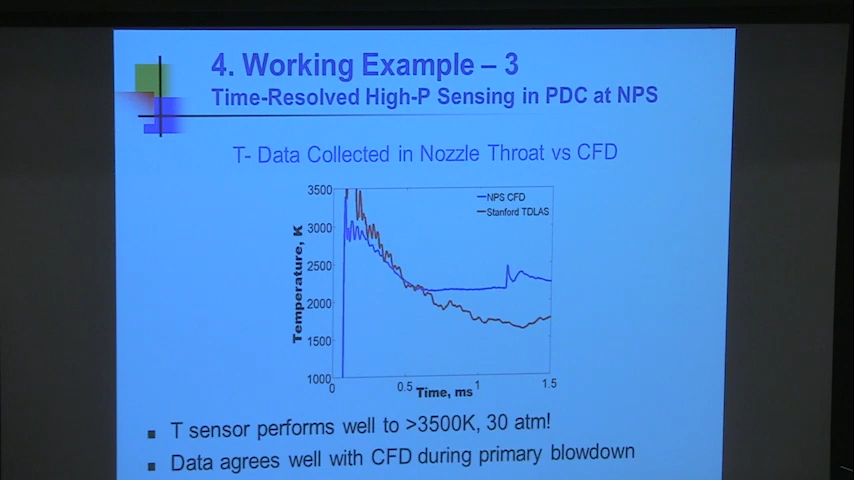 4. Working Example – 3
Time-Resolved High-P Sensing in PDC at NPS
T- Data Collected in Nozzle Throat vs CFD
NPS CFD
Stanford TDLAS
3500
3000
2500
2000
1500
1000
Temperature, K
0
0.5
1
1.5
Time, ms
■ T sensor performs well to >3500K, 30 atm!
■ Data agrees well with CFD during primary blowdown